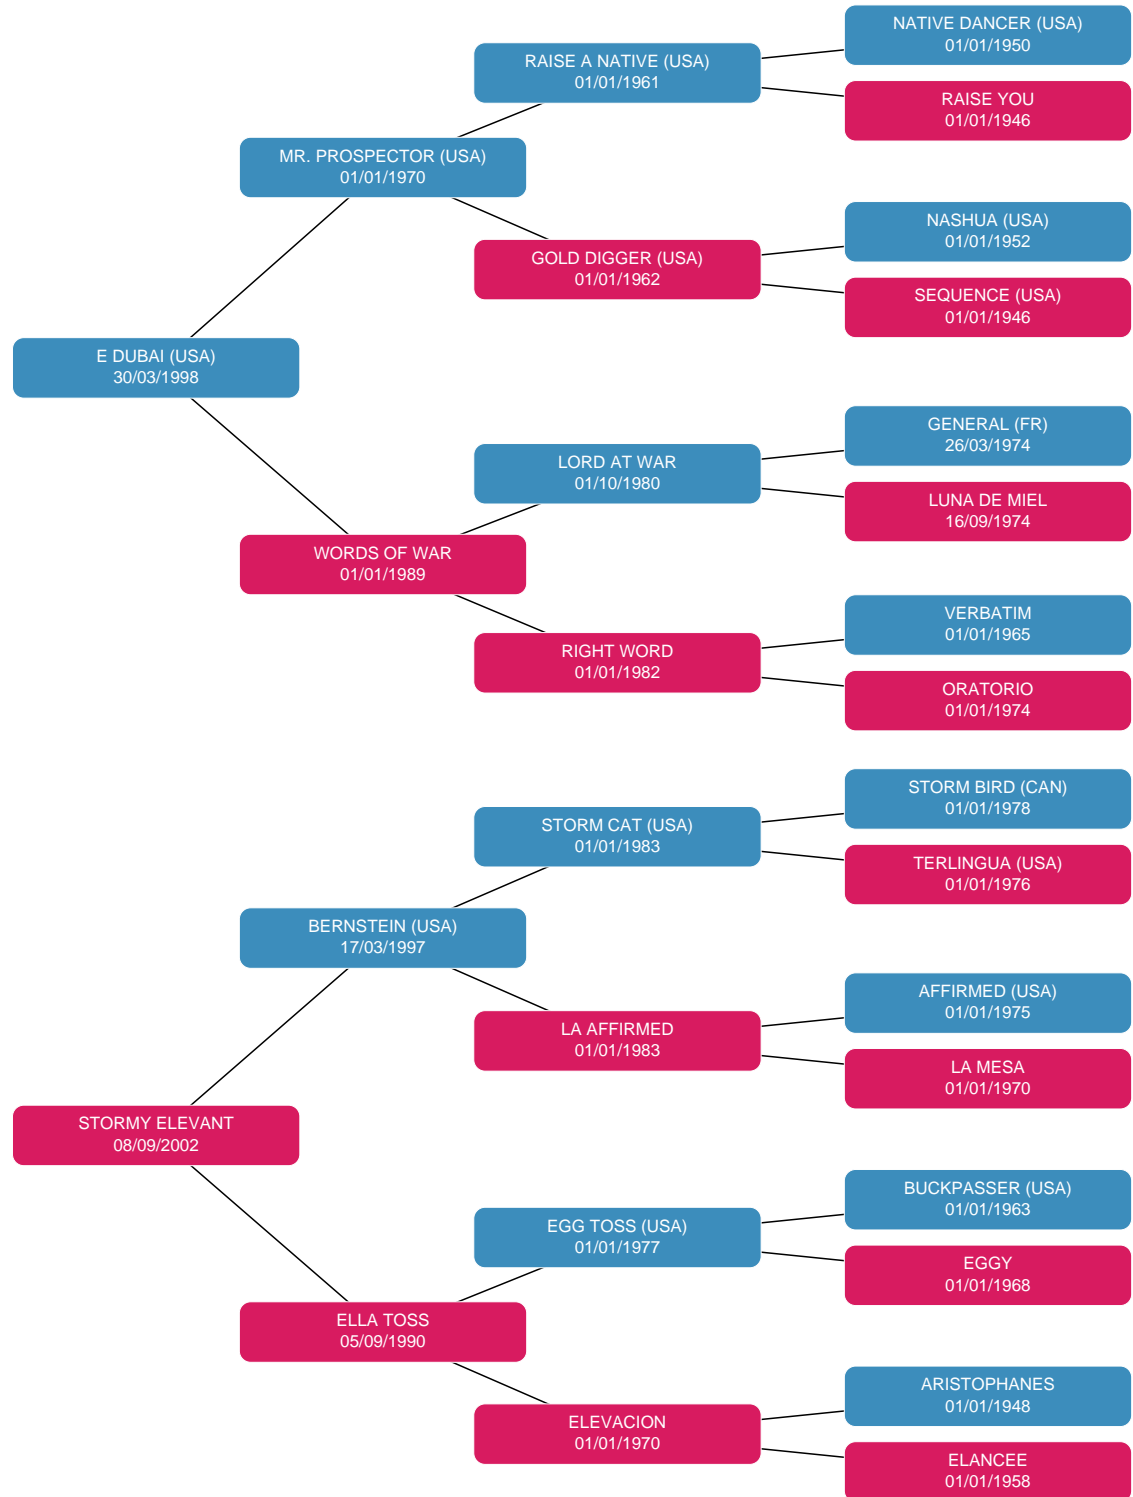 NATIVE DANCER (USA)
01/01/1950
RAISE A NATIVE (USA)
01/01/1961
RAISE YOU
01/01/1946
MR. PROSPECTOR (USA)
01/01/1970
NASHUA (USA)
01/01/1952
GOLD DIGGER (USA)
01/01/1962
SEQUENCE (USA)
01/01/1946
E DUBAI (USA)
30/03/1998
GENERAL (FR)
26/03/1974
LORD AT WAR
01/10/1980
LUNA DE MIEL
16/09/1974
WORDS OF WAR
01/01/1989
VERBATIM
01/01/1965
RIGHT WORD
01/01/1982
ORATORIO
01/01/1974
STORM BIRD (CAN)
01/01/1978
STORM CAT (USA)
01/01/1983
TERLINGUA (USA)
01/01/1976
BERNSTEIN (USA)
17/03/1997
AFFIRMED (USA)
01/01/1975
LA AFFIRMED
01/01/1983
LA MESA
01/01/1970
STORMY ELEVANT
08/09/2002
BUCKPASSER (USA)
01/01/1963
EGG TOSS (USA)
01/01/1977
EGGY
01/01/1968
ELLA TOSS
05/09/1990
ARISTOPHANES
01/01/1948
ELEVACION
01/01/1970
ELANCEE
01/01/1958